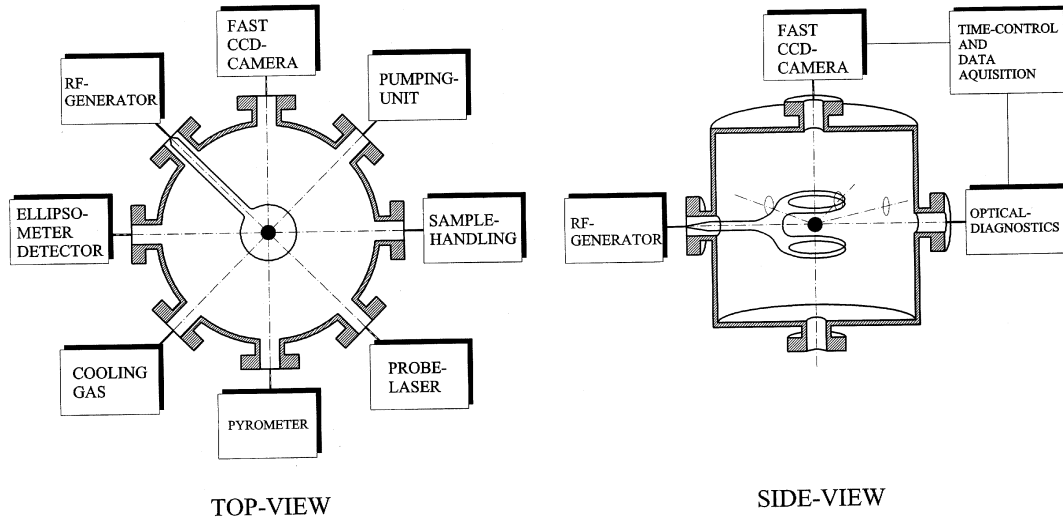 FAST
CCD-
CAMERA
RF-
GENERATOR
PUMPING-
UNIT
ELLIPSO-
METER
DETECTOR
SAMPLE-
HANDLING
COOLING
GAS
PROBE-
LASER
PYROMETER
TOP-VIEW
FAST
CCD-
CAMERA
TIME-CONTROL
AND
DATA
AQUISITION
RF-
GENERATOR
OPTICAL-
DIAGNOSTICS
SIDE-VIEW